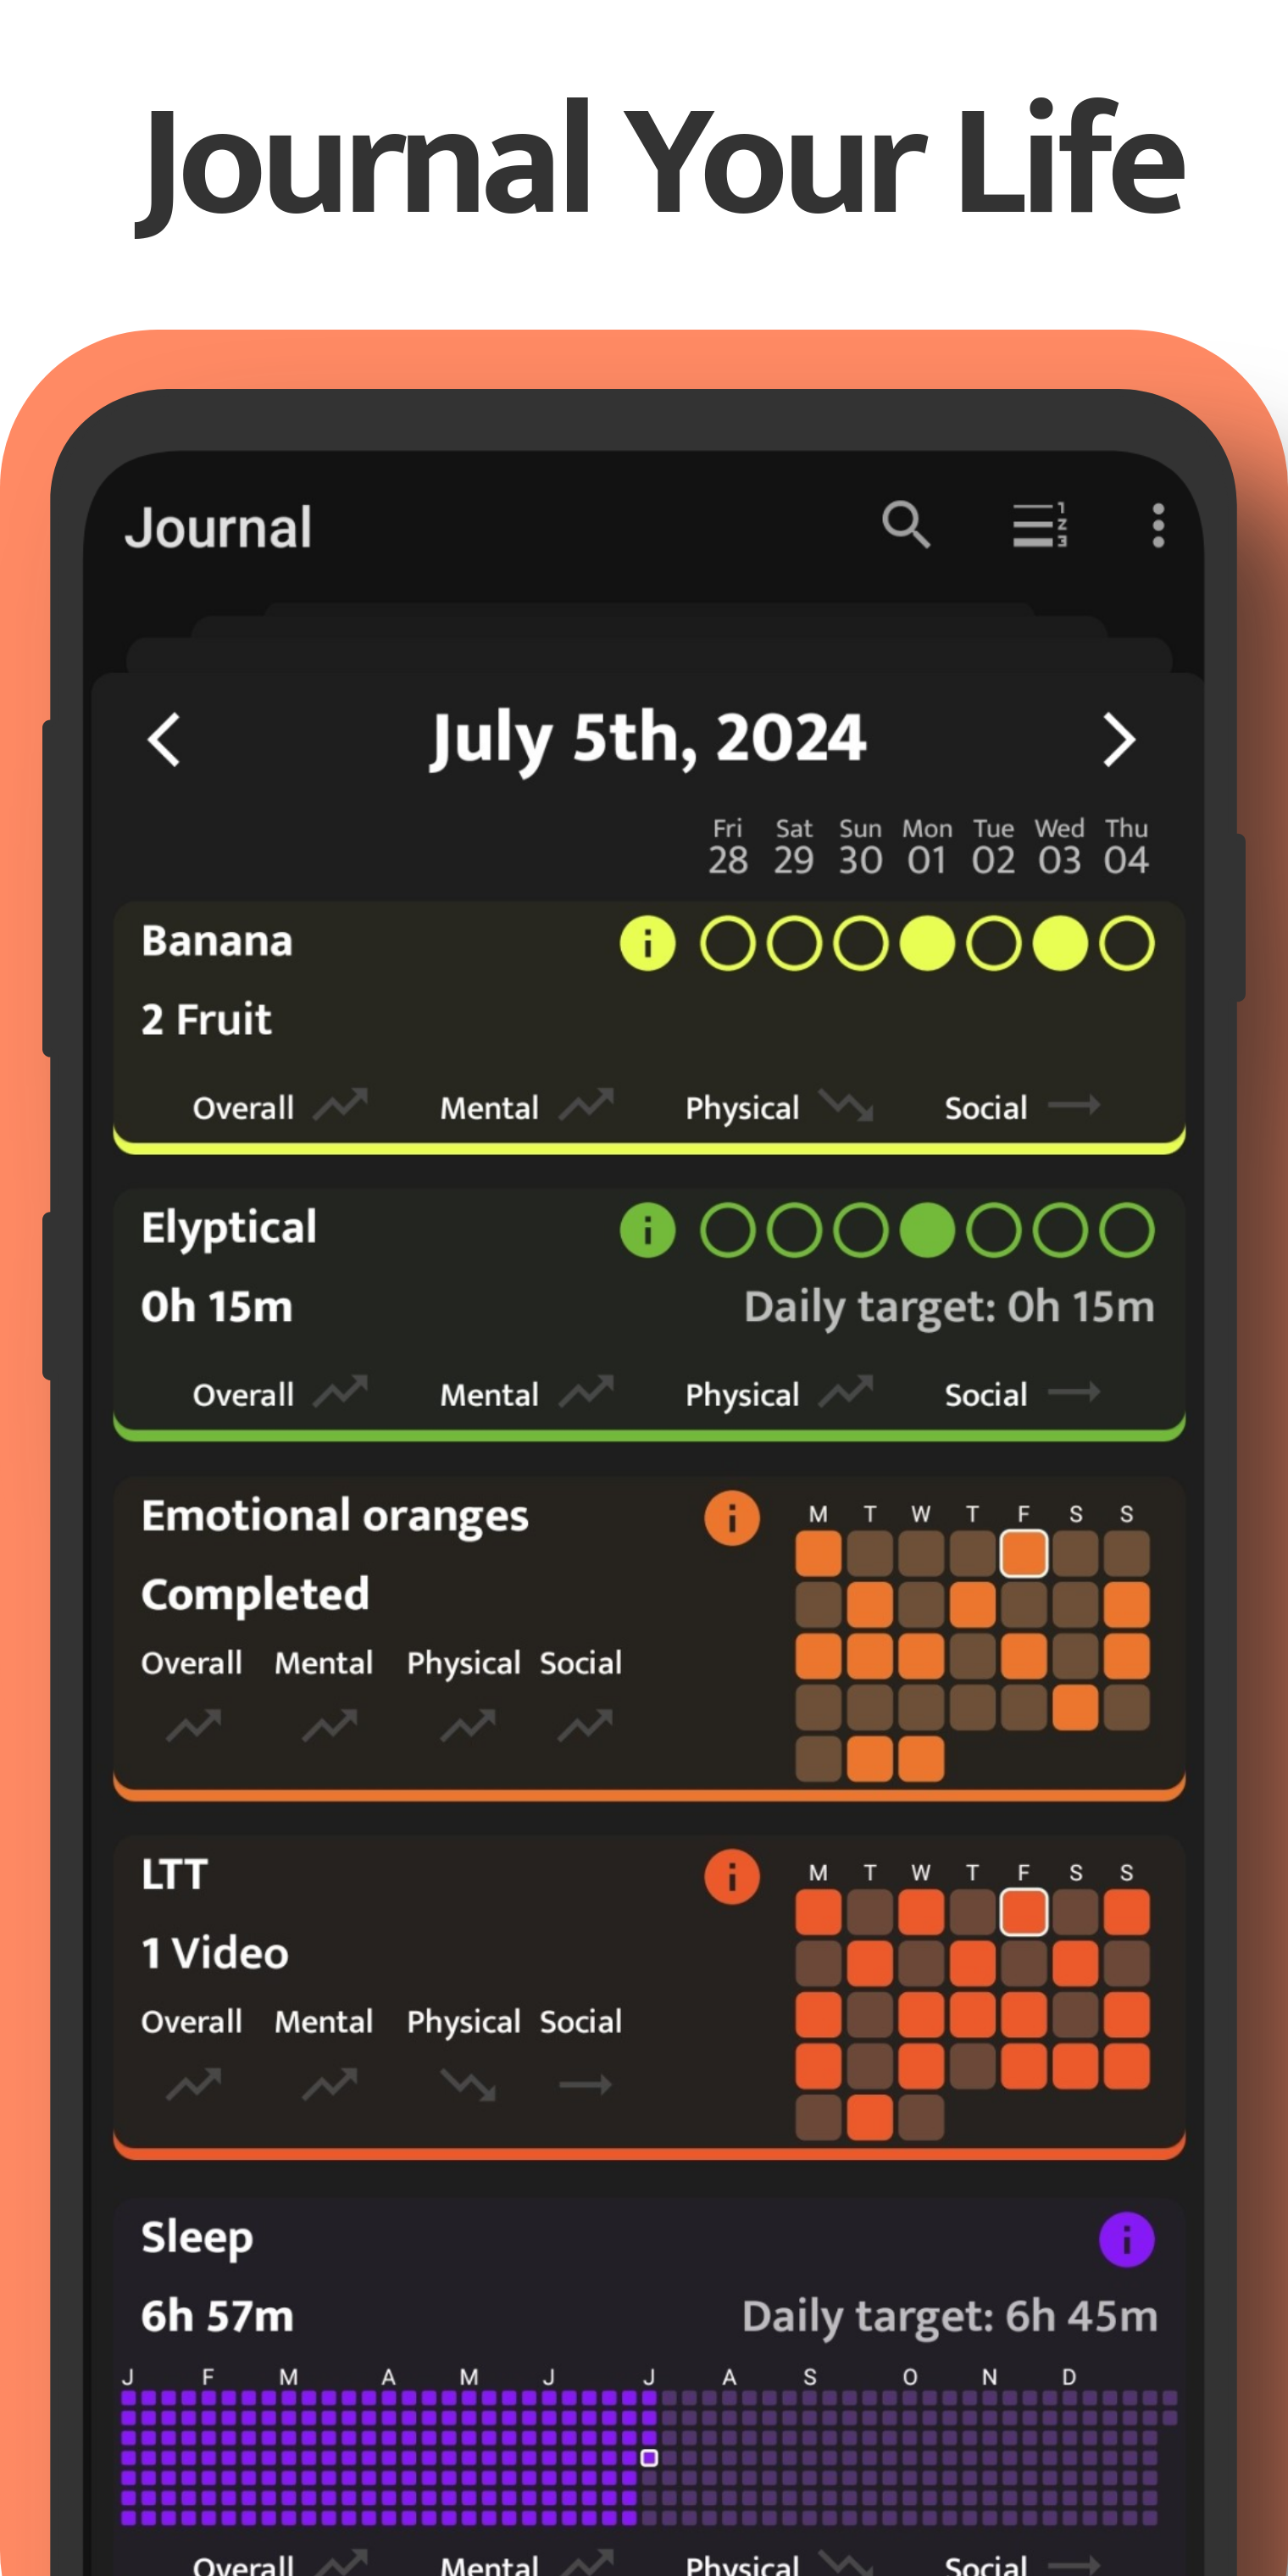 Journal Your Life
Journal
1
2
3
July 5th, 2024
Fri Sat Sun Mon Tue Wed Thu
28 29 30 01 02 03 04
Banana i
2 Fruit
Overall Mental Physical Social
Elyptical i
0h 15m Daily target: 0h 15m
Overall Mental Physical Social
Emotional oranges i
M T W T F S S
Completed
Overall Mental Physical Social
LTT i
M T W T F S S
1 Video
Overall Mental Physical Social
Sleep i
6h 57m Daily target: 6h 45m
J F M A M J J A S O N D
Overall Mental Physical Social